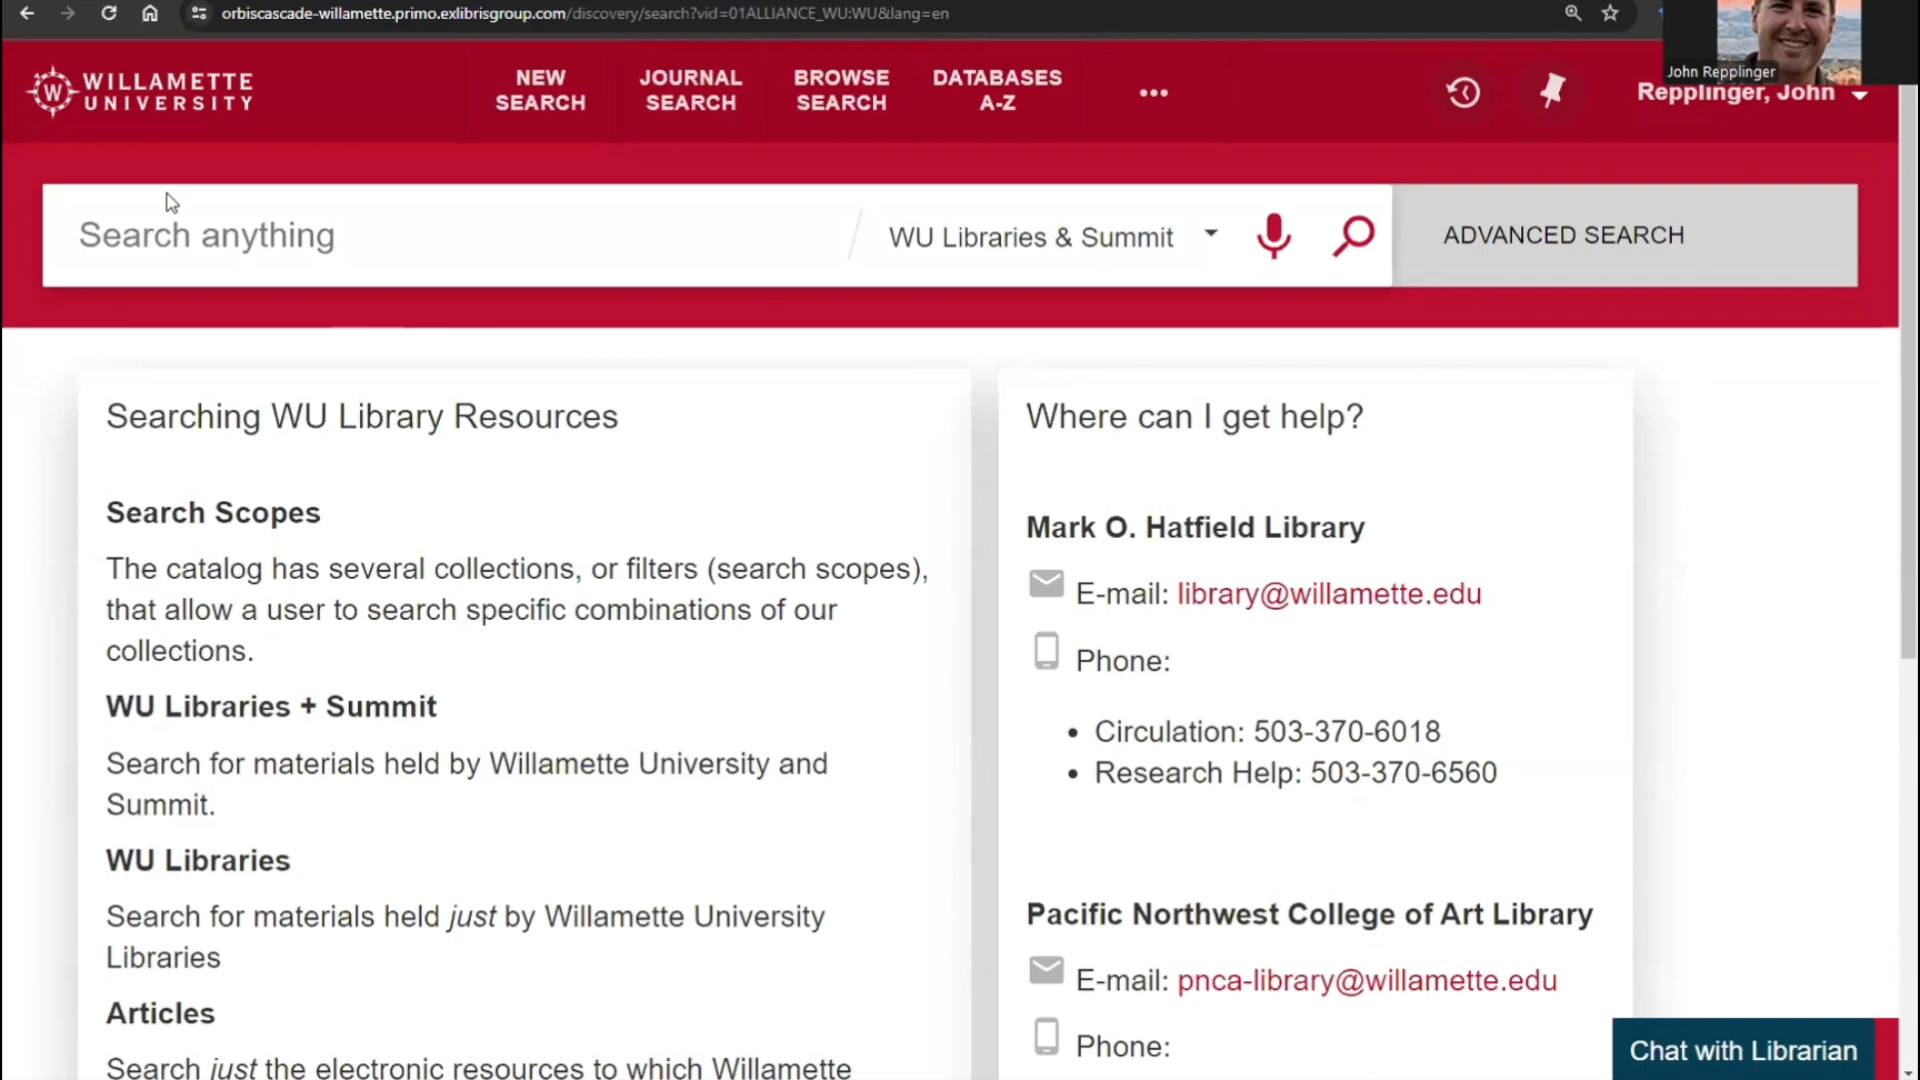 orbiscascade-willamette.primo.exlibrisgroup.com/discovery/search?vid=01ALLIANCE_WU:WU&lang=en
John Repplinger
WILLAMETTE
UNIVERSITY
NEW
SEARCH
JOURNAL
SEARCH
BROWSE
SEARCH
DATABASES
A-Z
Repplinger, John
Search anything
WU Libraries & Summit
ADVANCED SEARCH
Searching WU Library Resources
Search Scopes
The catalog has several collections, or filters (search scopes),
that allow a user to search specific combinations of our
collections.
WU Libraries + Summit
Search for materials held by Willamette University and
Summit.
WU Libraries
Search for materials held just by Willamette University
Libraries
Articles
Search just the electronic resources to which Willamette
Where can I get help?
Mark O. Hatfield Library
E-mail: library@willamette.edu
Phone:
• Circulation: 503-370-6018
• Research Help: 503-370-6560
Pacific Northwest College of Art Library
E-mail: pnca-library@willamette.edu
Phone:
Chat with Librarian